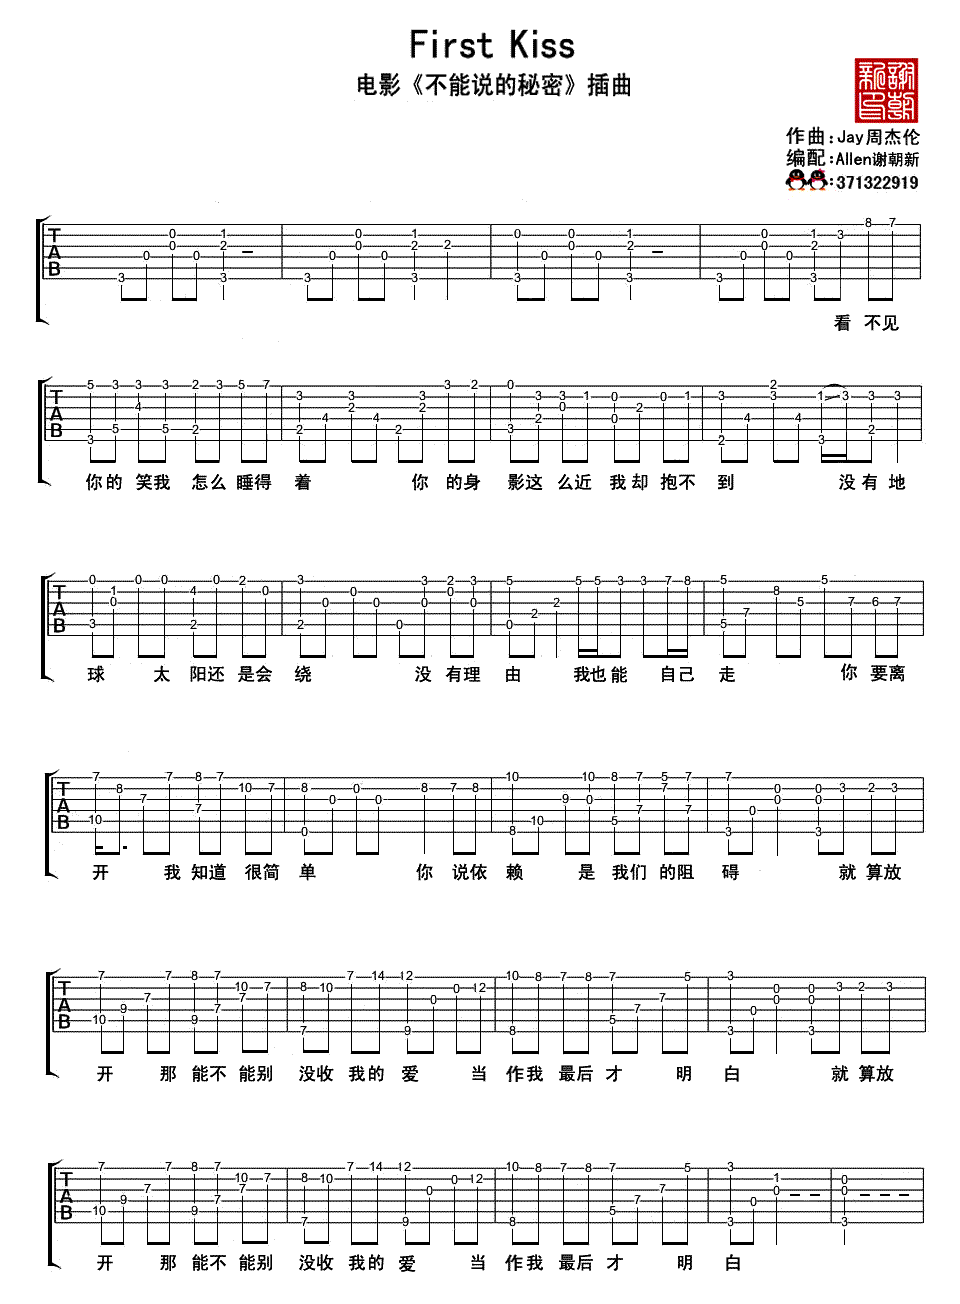 First Kiss
电影《不能说的秘密》插曲
谢朝新印
作曲:Jay周杰伦
编配:Allen谢朝新
:371322919
看 不见
你的 笑我 怎么 睡得 着 你 的身 影这 么近 我却 抱不 到 没有 地
球 太 阳还 是会 绕 没 有理 由 我也能 自己 走 你 要离
开 我 知道 很简 单 你 说依 赖 是 我们 的阻 碍 就 算放
开 那 能不 能别 没收 我的 爱 当 作我 最后 才 明 白 就 算放
开 那 能不 能别 没收 我的 爱 当 作我 最后 才 明 白